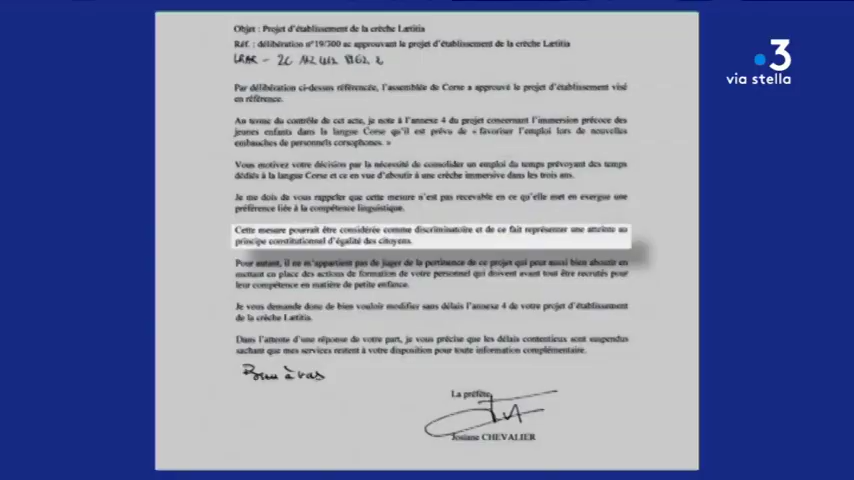 Objet : Projet d'établissement de la crèche Lætitia
Réf. : délibération n°19/300 ac approuvant le projet d'établissement de la crèche Lætitia
3
via stella
Par délibération ci-dessus référencée, l'assemblée de Corse a approuvé le projet d'établissement visé
en référence.
Au terme du contrôle de cet acte, je note à l'annexe 4 du projet concernant l'immersion précoce des
jeunes enfants dans la langue Corse qu'il est prévu de « favoriser l'emploi lors de nouvelles
embauches de personnels corsophones. »
Vous motivez votre décision par la nécessité de consolider un emploi du temps prévoyant des temps
dédiés à la langue Corse et ce en vue d'aboutir à une crèche immersive dans les trois ans.
Je me dois de vous rappeler que cette mesure n'est pas recevable en ce qu'elle met en exergue une
préférence liée à la compétence linguistique.
Cette mesure pourrait être considérée comme discriminatoire et de ce fait représenter une atteinte au
principe constitutionnel d'égalité des citoyens.
Pour autant, il ne m'appartient pas de juger de la pertinence de ce projet qui peut aussi bien aboutir en
mettant en place des actions de formation de votre personnel qui doivent avant tout être recrutés pour
leur compétence en matière de petite enfance.
Je vous demande donc de bien vouloir modifier sans délais l'annexe 4 de votre projet d'établissement
de la crèche Lætitia.
Dans l'attente d'une réponse de votre part, je vous précise que les délais contentieux sont suspendus
sachant que mes services restent à votre disposition pour toute information complémentaire.
Bien à vous
La préfète
Josiane CHEVALIER